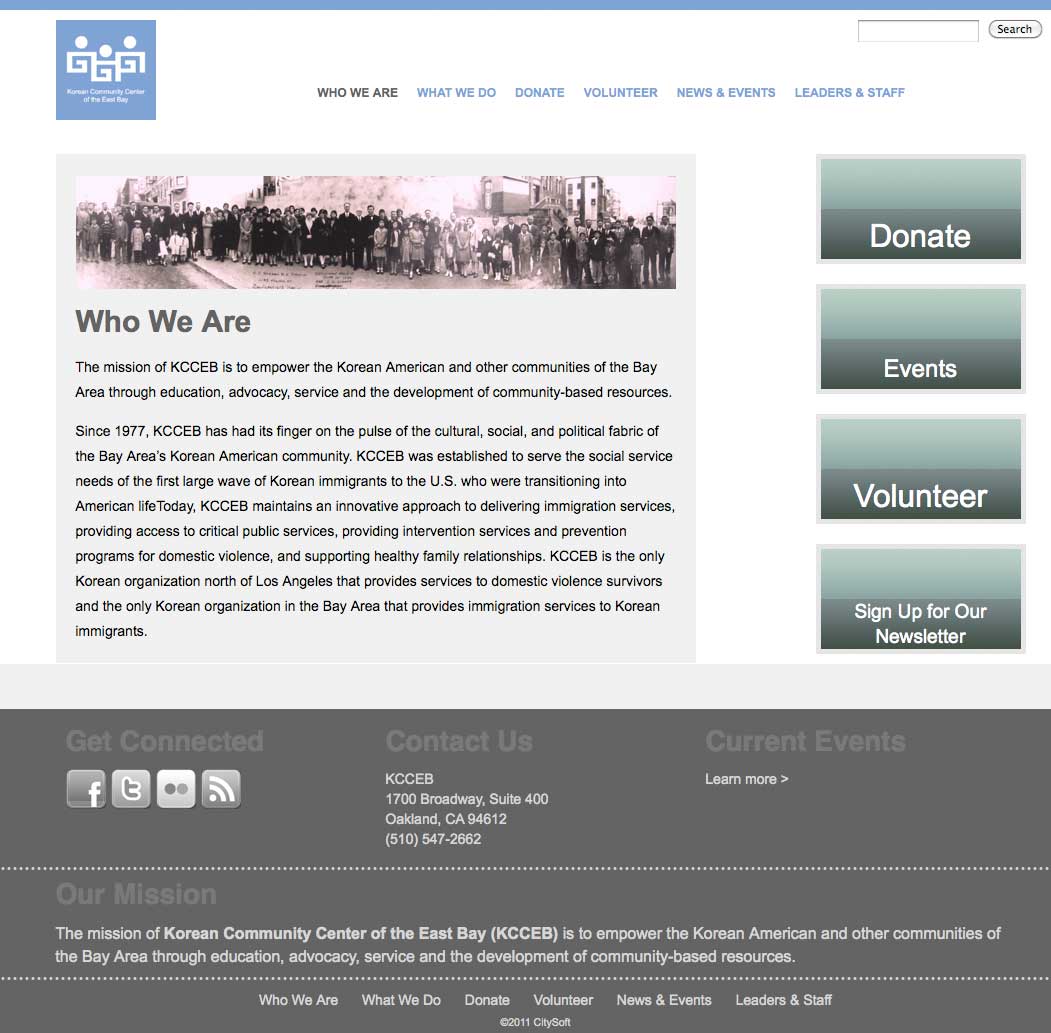 Search
Korean Community Center
of the East Bay
WHO WE ARE WHAT WE DO DONATE VOLUNTEER NEWS & EVENTS LEADERS & STAFF
Donate
Events
Volunteer
Sign Up for Our
Newsletter
Who We Are
The mission of KCCEB is to empower the Korean American and other communities of the Bay
Area through education, advocacy, service and the development of community-based resources.
Since 1977, KCCEB has had its finger on the pulse of the cultural, social, and political fabric of
the Bay Area’s Korean American community. KCCEB was established to serve the social service
needs of the first large wave of Korean immigrants to the U.S. who were transitioning into
American lifeToday, KCCEB maintains an innovative approach to delivering immigration services,
providing access to critical public services, providing intervention services and prevention
programs for domestic violence, and supporting healthy family relationships. KCCEB is the only
Korean organization north of Los Angeles that provides services to domestic violence survivors
and the only Korean organization in the Bay Area that provides immigration services to Korean
immigrants.
Get Connected
Contact Us
KCCEB
1700 Broadway, Suite 400
Oakland, CA 94612
(510) 547-2662
Current Events
Learn more >
Our Mission
The mission of Korean Community Center of the East Bay (KCCEB) is to empower the Korean American and other communities of
the Bay Area through education, advocacy, service and the development of community-based resources.
Who We Are What We Do Donate Volunteer News & Events Leaders & Staff
©2011 CitySoft